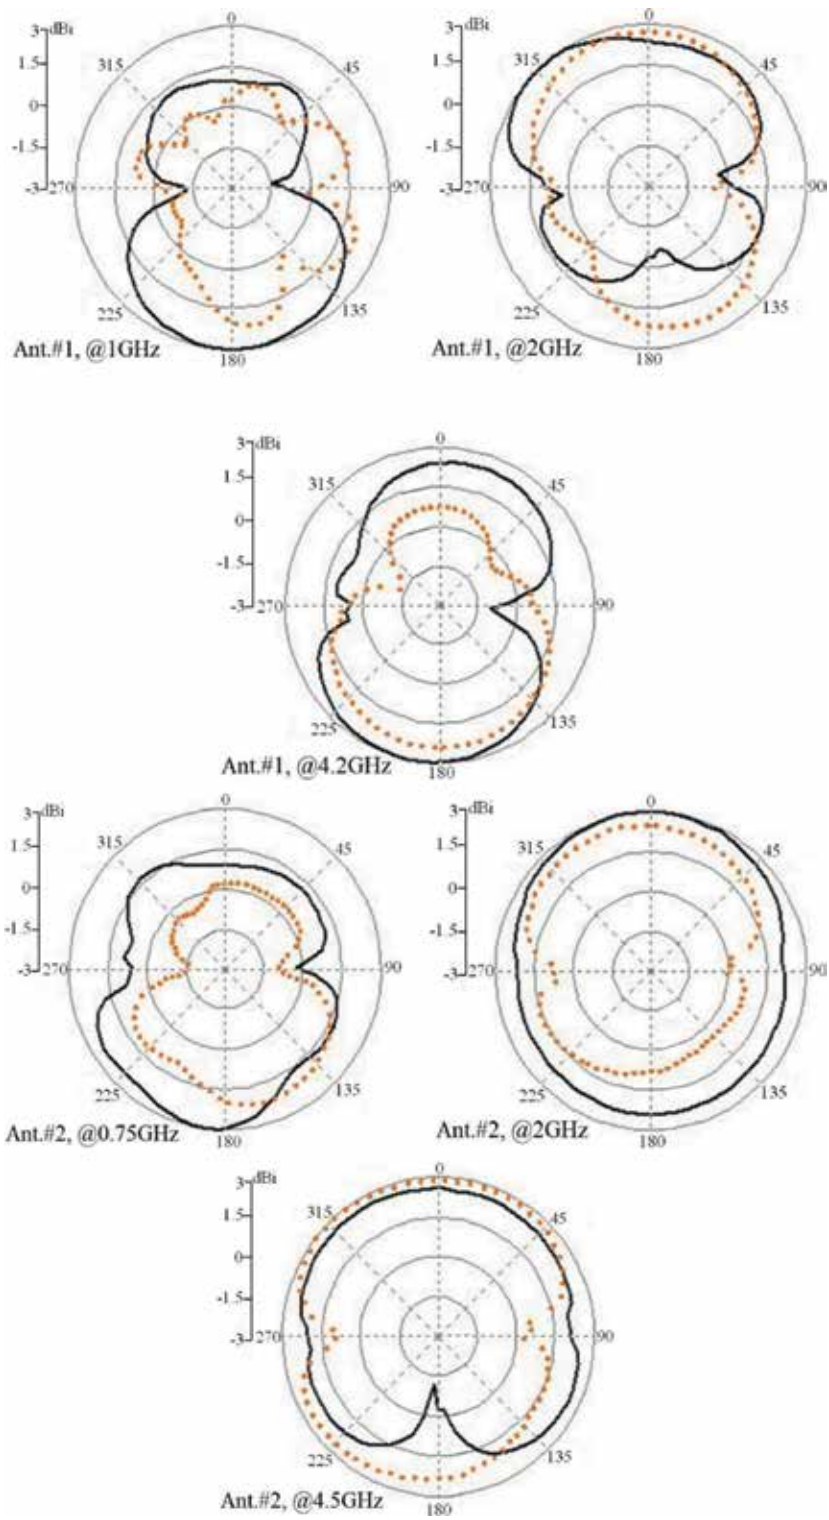 3 dBi 0
1.5 315 45
0
-1.5
-3 270 90
225 135
180
Ant.#1, @1GHz
3 dBi 0
1.5 315 45
0
-1.5
-3 270 90
225 135
180
Ant.#1, @2GHz
3 dBi 0
1.5 315 45
0
-1.5
-3 270 90
225 135
180
Ant.#1, @4.2GHz
3 dBi 0
1.5 315 45
0
-1.5
-3 270 90
225 135
180
Ant.#2, @0.75GHz
3 dBi 0
1.5 315 45
0
-1.5
-3 270 90
225 135
180
Ant.#2, @2GHz
3 dBi 0
1.5 315 45
0
-1.5
-3 270 90
225 135
180
Ant.#2, @4.5GHz